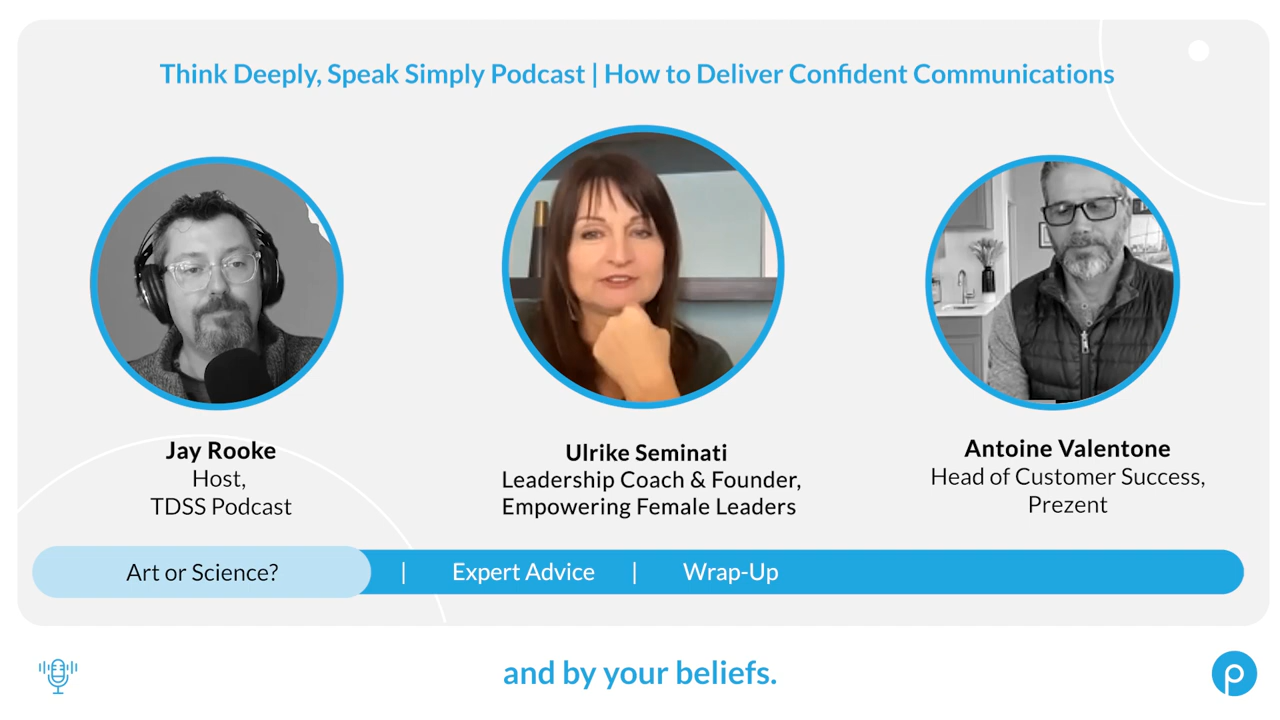 Think Deeply, Speak Simply Podcast | How to Deliver Confident Communications
Jay Rooke
Host,
TDSS Podcast
Ulrike Seminati
Leadership Coach & Founder,
Empowering Female Leaders
Antoine Valentone
Head of Customer Success,
Prezent
Art or Science? | Expert Advice | Wrap-Up
and by your beliefs.